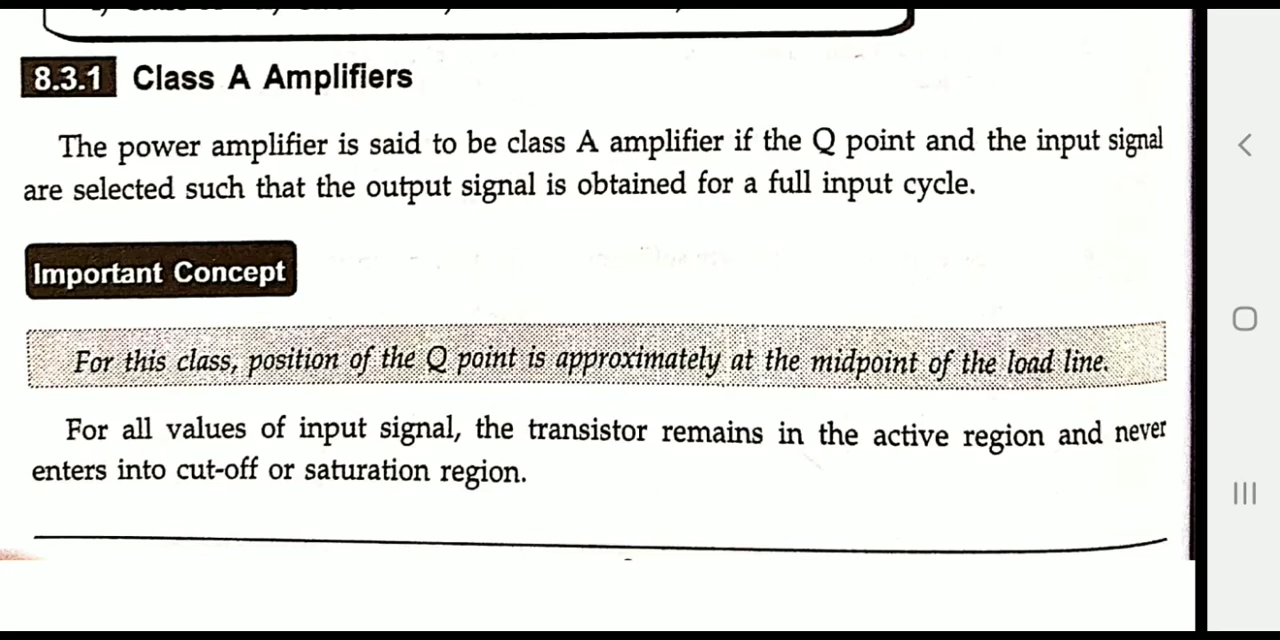 8.3.1 Class A Amplifiers
The power amplifier is said to be class A amplifier if the Q point and the input signal
are selected such that the output signal is obtained for a full input cycle.
Important Concept
For this class, position of the Q point is approximately at the midpoint of the load line.
For all values of input signal, the transistor remains in the active region and never
enters into cut-off or saturation region.